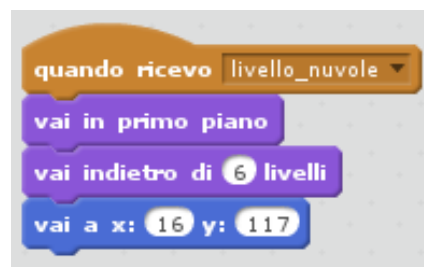 quando ricevo livello_nuvole
vai in primo piano
vai indietro di 6 livelli
vai a x: 16 y: 117